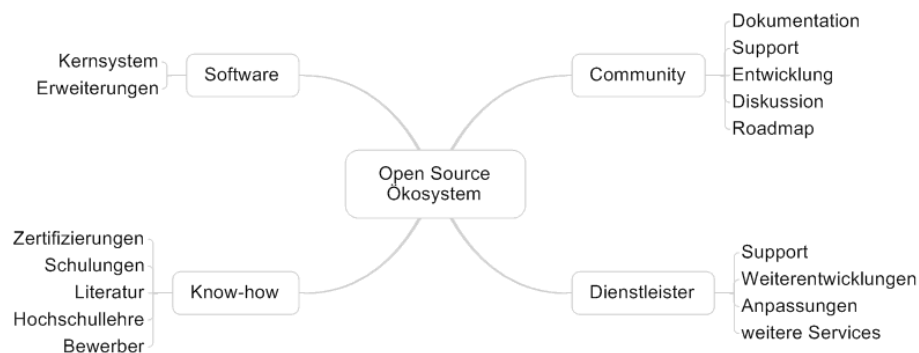 Kernsystem
Erweiterungen
Software
Community
Dokumentation
Support
Entwicklung
Diskussion
Roadmap
Open Source
Ökosystem
Zertifizierungen
Schulungen
Literatur
Hochschullehre
Bewerber
Know-how
Dienstleister
Support
Weiterentwicklungen
Anpassungen
weitere Services